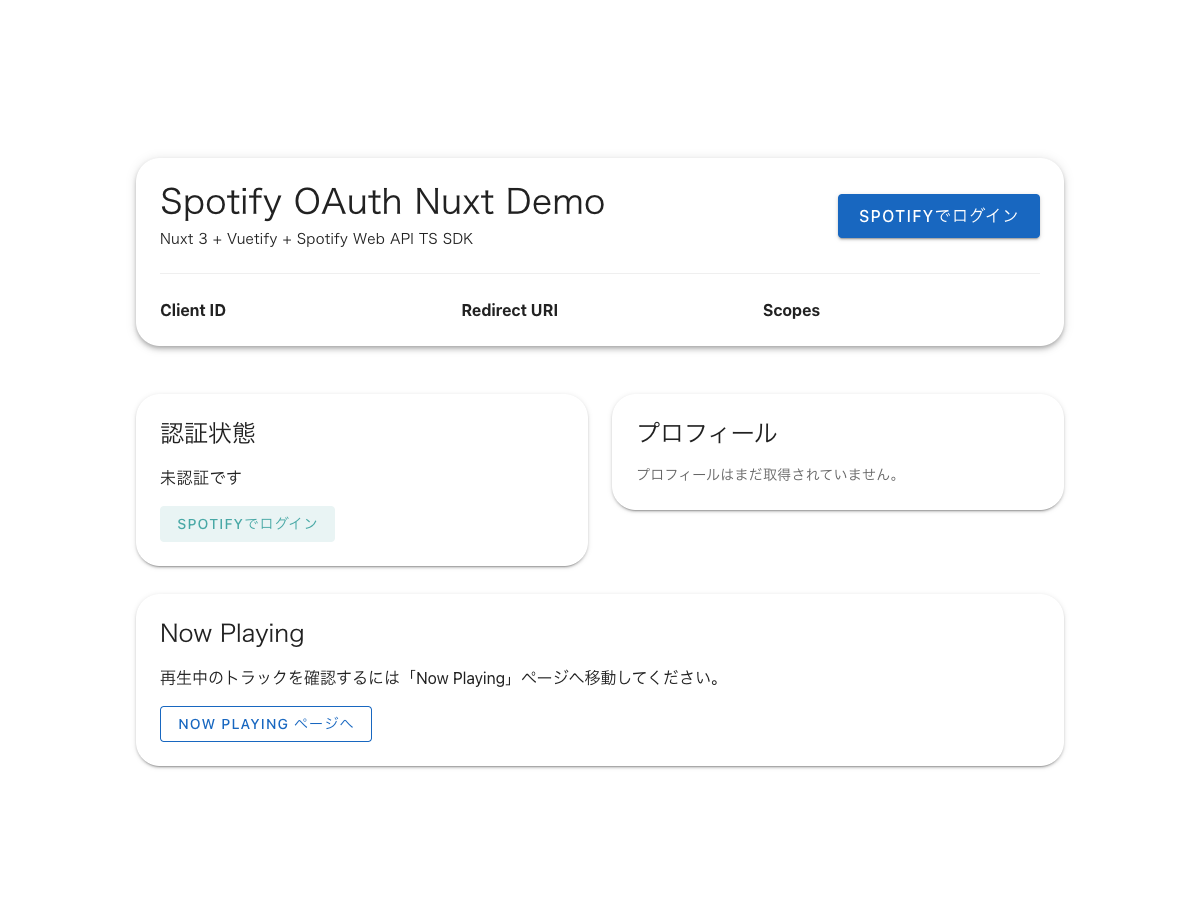 Spotify OAuth Nuxt Demo
Nuxt 3 + Vuetify + Spotify Web API TS SDK
SPOTIFYでログイン
Client ID
Redirect URI
Scopes
認証状態
未認証です
SPOTIFYでログイン
プロフィール
プロフィールはまだ取得されていません。
Now Playing
再生中のトラックを確認するには「Now Playing」ページへ移動してください。
NOW PLAYING ページへ